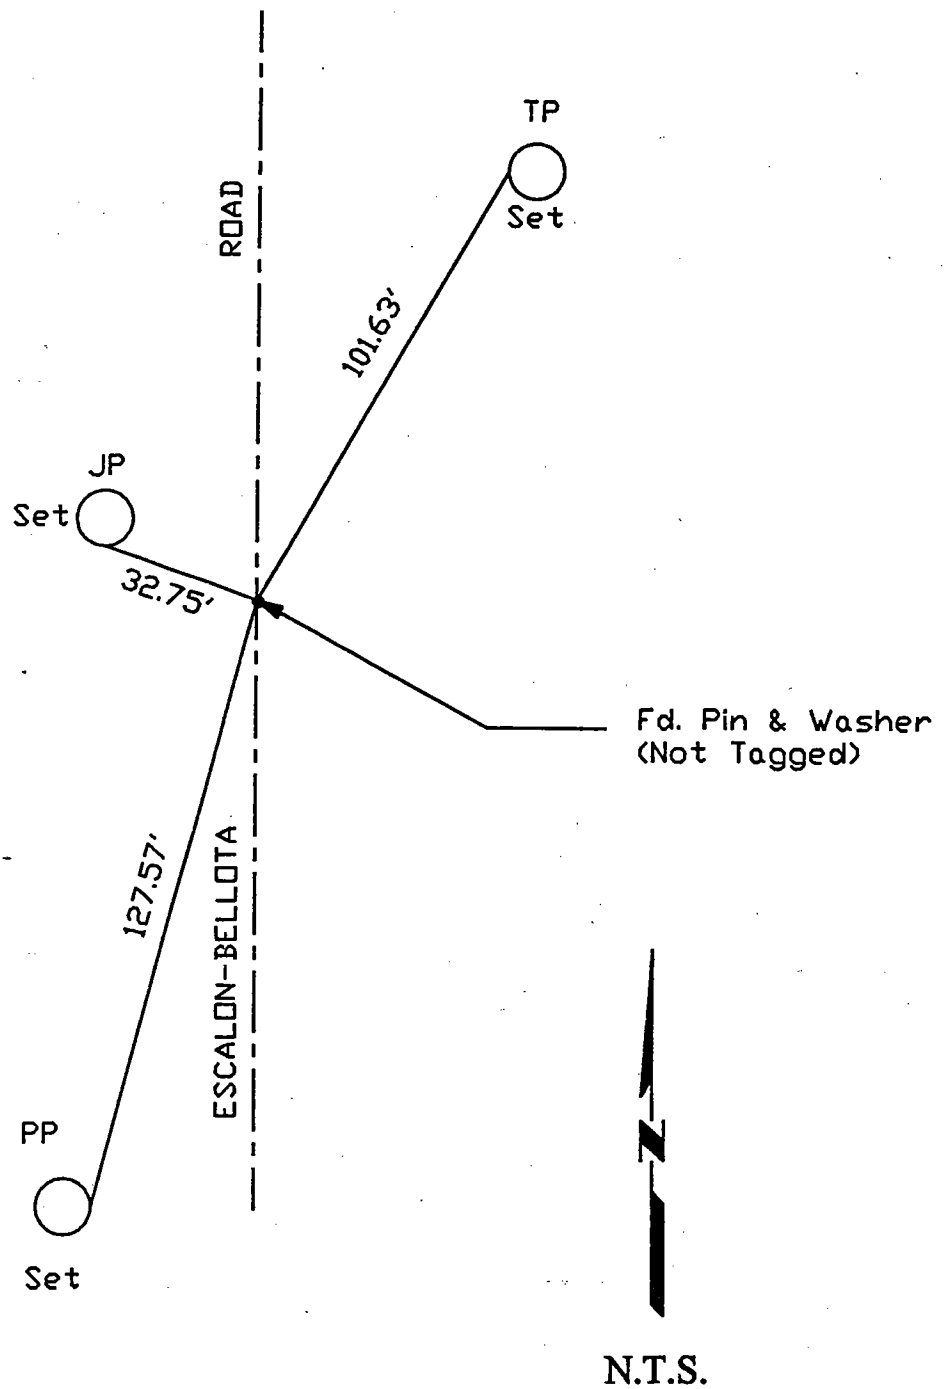 TP
Set
ROAD
101.63'
JP
Set
32.75'
Fd. Pin & Washer
(Not Tagged)
127.57'
ESCALON-BELLOTA
PP
Set
N
N.T.S.